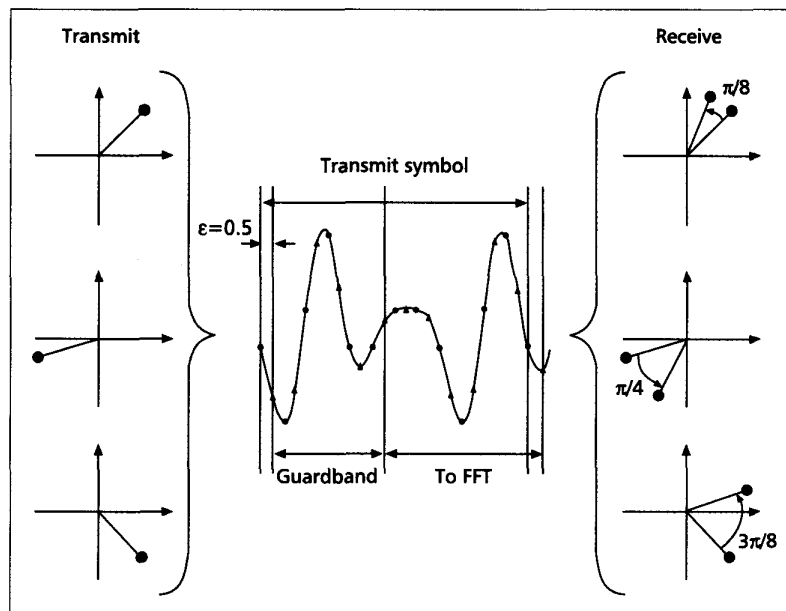 Transmit
Receive
π/8
Transmit symbol
ε=0.5
π/4
Guardband
To FFT
3π/8